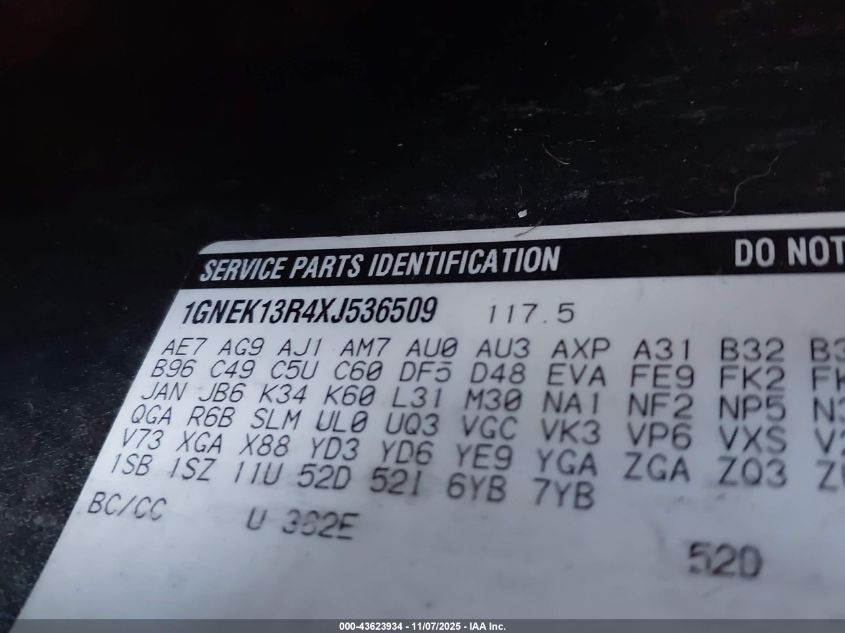 SERVICE PARTS IDENTIFICATION DO NOT
1GNEK13R4XJ536509 117.5
AE7 AG9 AJ1 AM7 AU0 AU3 AXP A31 B32 B3
B96 C49 C5U C60 DF5 D48 EVA FE9 FK2 FK
JAN JB6 K34 K60 L31 M30 NA1 NF2 NP5
QGA R6B SLM UL0 UQ3 VGC VK3 VP6 VXS
V73 XGA X88 YD3 YD6 YE9 YGA ZGA ZQ3
1SB 1SZ 11U 52D 52I 6YB 7YB
BC/CC U 382E
52D
000-43623934 - 11/07/2025 - IAA Inc.